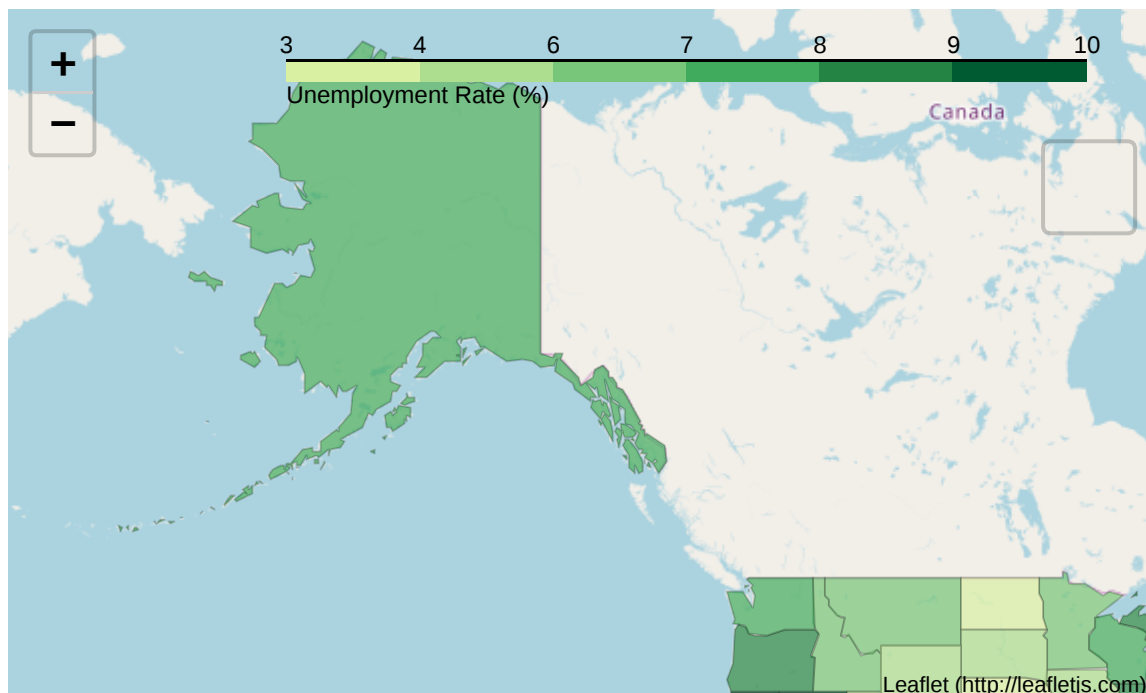 +
−
3 4 6 7 8 9 10
Unemployment Rate (%)
Canada
Leaflet (http://leafletjs.com)